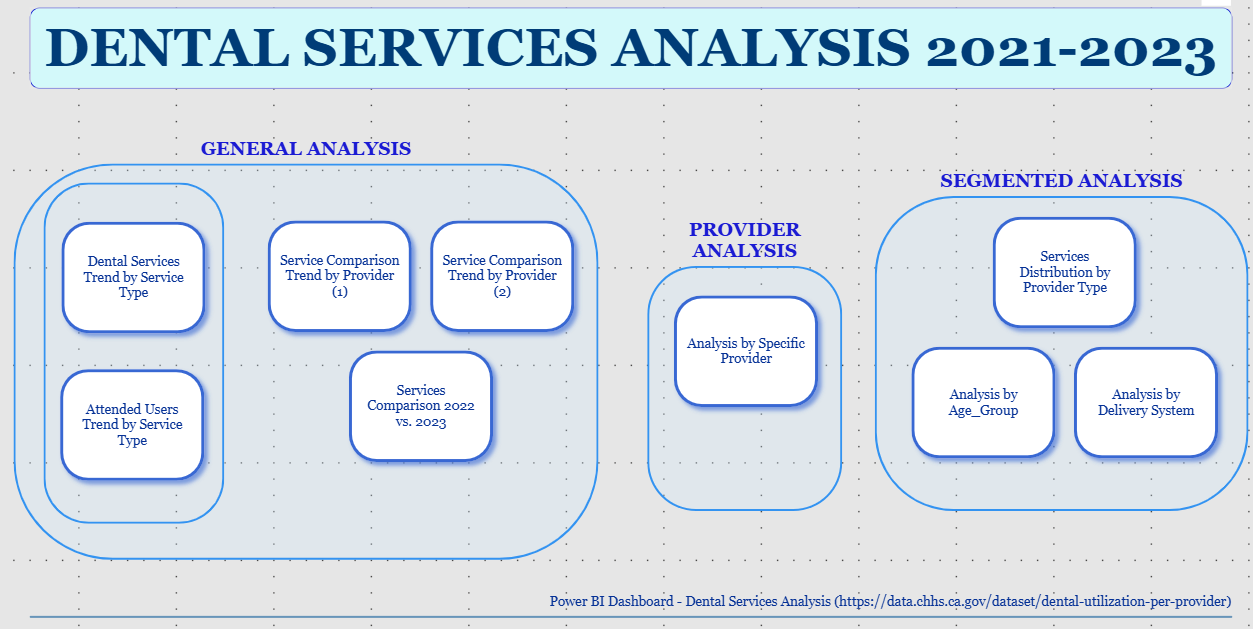 DENTAL SERVICES ANALYSIS 2021-2023
GENERAL ANALYSIS
Dental Services
Trend by Service
Type
Service Comparison
Trend by Provider
(1)
Service Comparison
Trend by Provider
(2)
Attended Users
Trend by Service
Type
Services
Comparison 2022
vs. 2023
PROVIDER
ANALYSIS
Analysis by Specific
Provider
SEGMENTED ANALYSIS
Services
Distribution by
Provider Type
Analysis by
Age_Group
Analysis by
Delivery System
Power BI Dashboard - Dental Services Analysis (https://data.chhs.ca.gov/dataset/dental-utilization-per-provider)